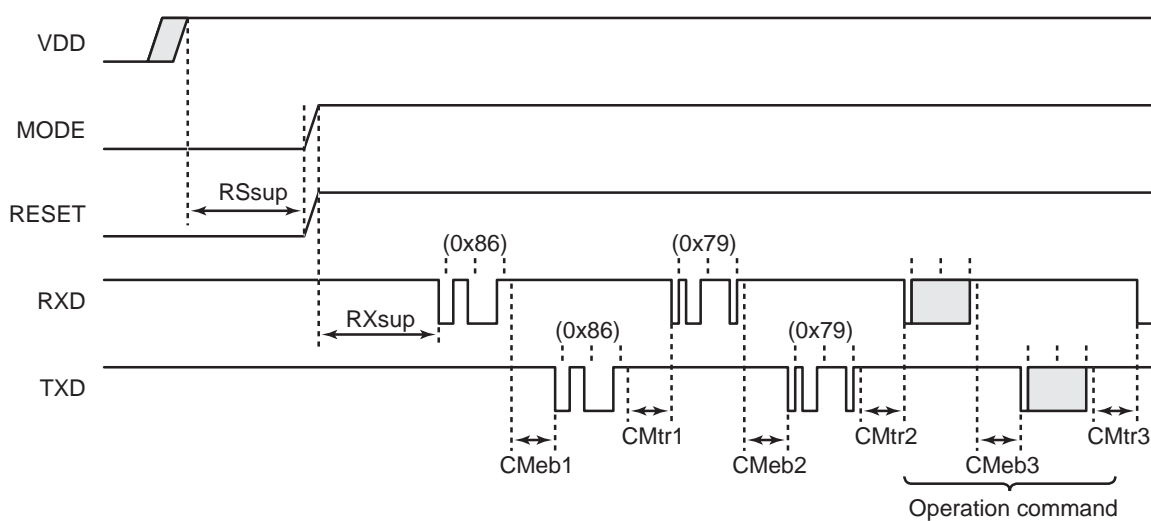 VDD
MODE
RSsup
RESET
(0x86)
(0x79)
RXD
RXsup
(0x86)
(0x79)
TXD
CMtr1
CMtr2
CMtr3
CMeb1
CMeb2
CMeb3
Operation command